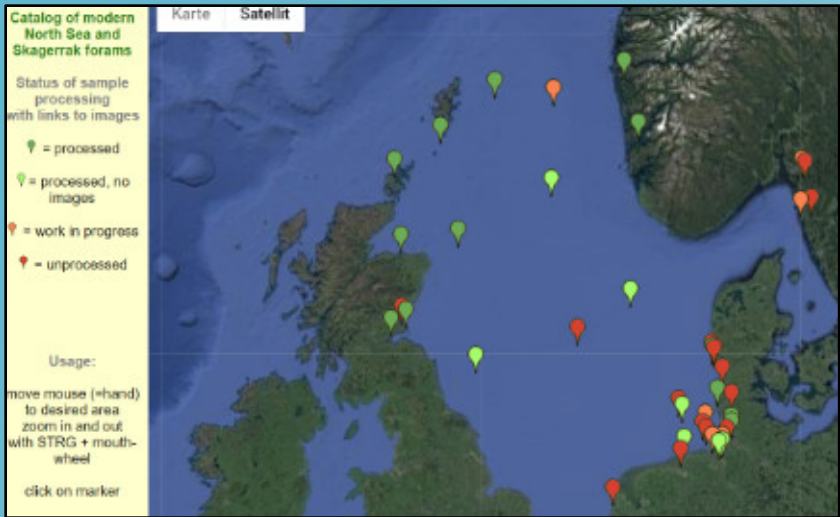 Catalog of modern
North Sea and
Skagerrak forams
Status of sample
processing
with links to images
= processed
= processed, no
images
= work in progress
= unprocessed
Usage:
move mouse (=hand)
to desired area
zoom in and out
with STRG + mouth-
wheel
click on marker
Karte
Satellit